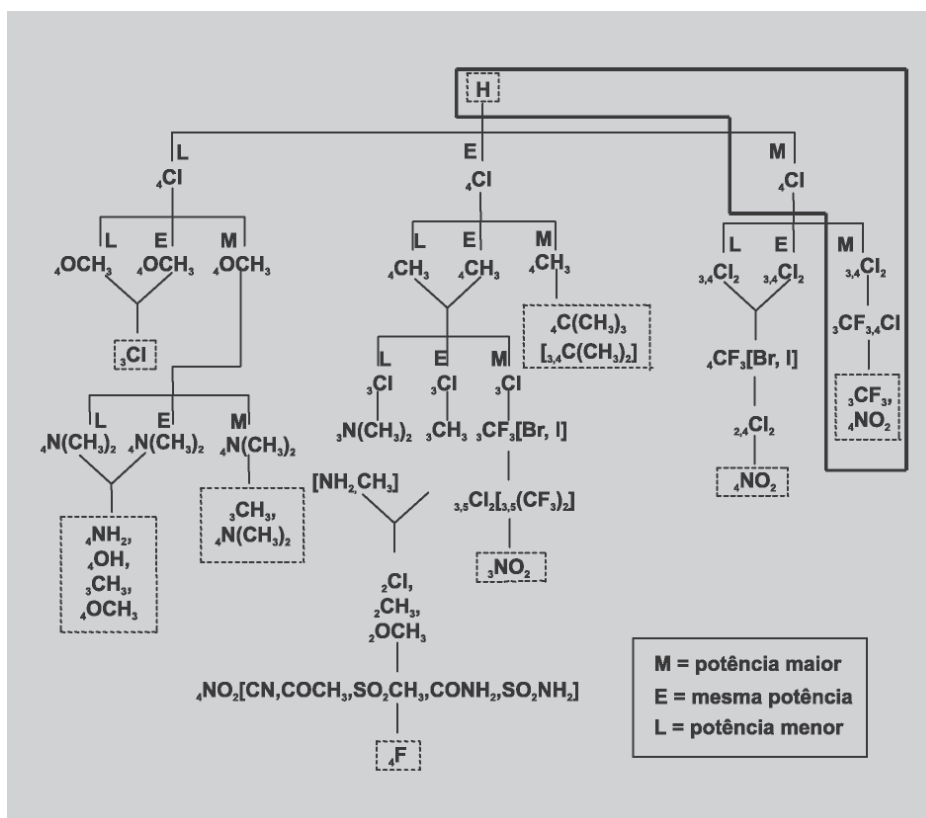 H
L E M
₄Cl ₄Cl ₄Cl
L E M L E M L E M
₄OCH₃ ₄OCH₃ ₄OCH₃ ₄CH₃ ₄CH₃ ₄CH₃ ₃,₄Cl₂ ₃,₄Cl₂ ₃,₄Cl₂
₃Cl
₄C(CH₃)₃
[₃,₄C(CH₃)₂]
₃CF₃,₄Cl
L E M
₃Cl ₃Cl ₃Cl
₄CF₃[Br, I]
₃CF₃,
₄NO₂
L E M
₄N(CH₃)₂ ₄N(CH₃)₂ ₄N(CH₃)₂
₃N(CH₃)₂ ₃CH₃ ₃CF₃[Br, I]
₂,₄Cl₂
₄NO₂
[NH₂,CH₃]
₃,₅Cl₂[₃,₅(CF₃)₂]
₃NO₂
₄NH₂,
₄OH,
₃CH₃,
₄OCH₃
₃CH₃,
₄N(CH₃)₂
₂Cl,
₂CH₃,
₂OCH₃
₄NO₂[CN,COCH₃,SO₂CH₃,CONH₂,SO₂NH₂]
₄F
M = potência maior
E = mesma potência
L = potência menor